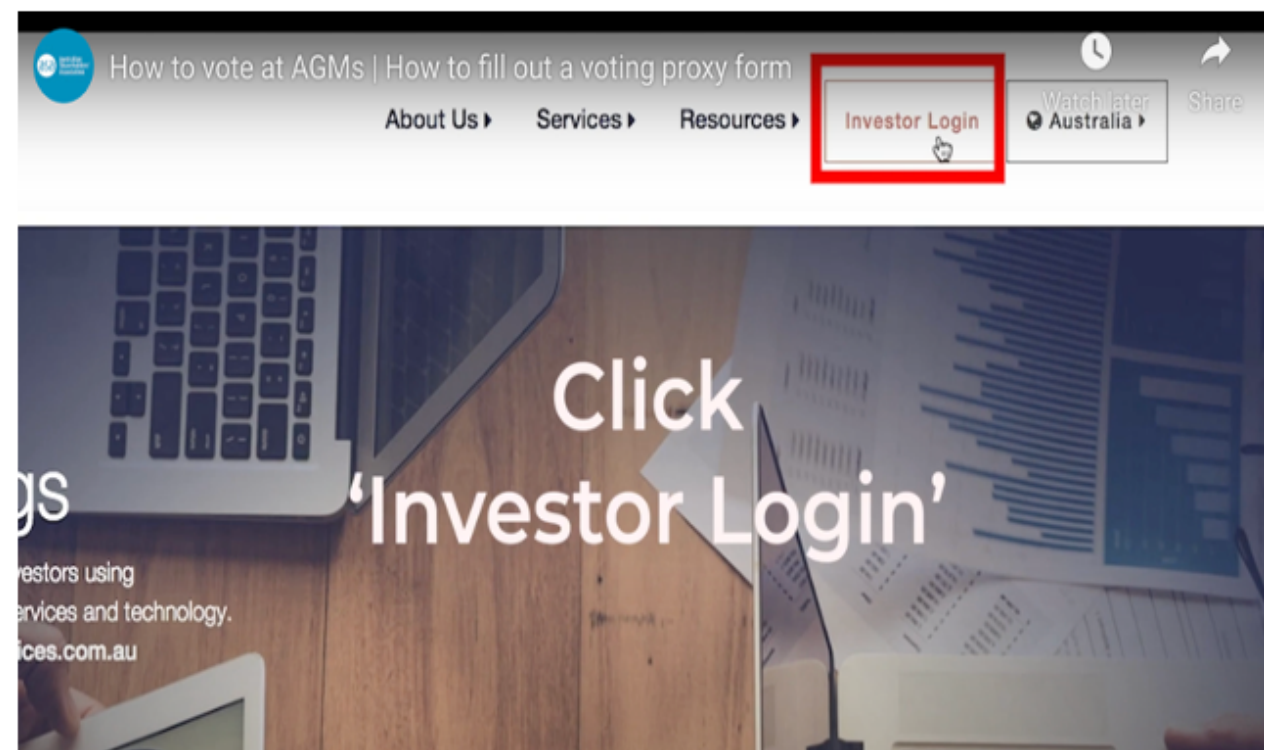 How to vote at AGMs | How to fill out a voting proxy form
Watch later
Share
About Us
Services
Resources
Investor Login
Australia
Click
'Investor Login'
gs
vestors using
ervices and technology.
ices.com.au